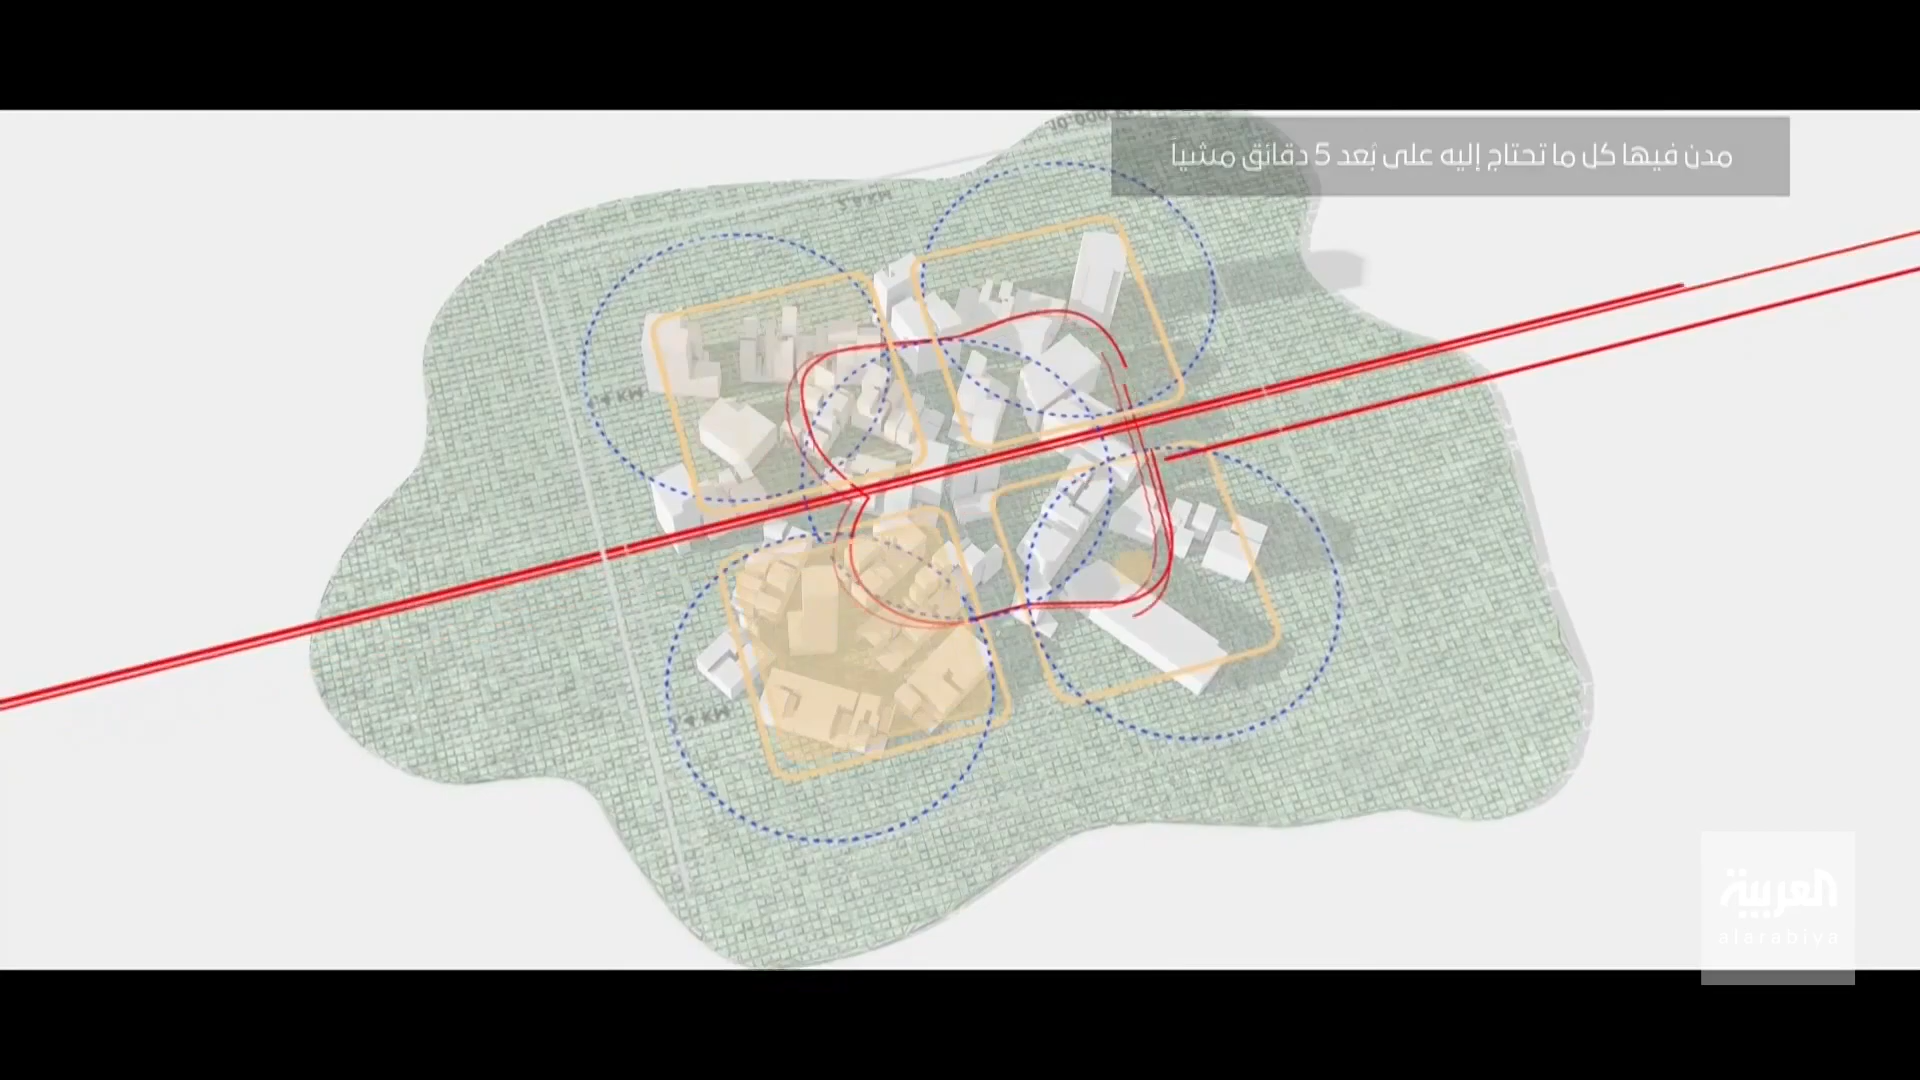 مدن فيها كل ما تحتاج إليه على بُعد 5 دقائق مشياً
العربية
alarabiya